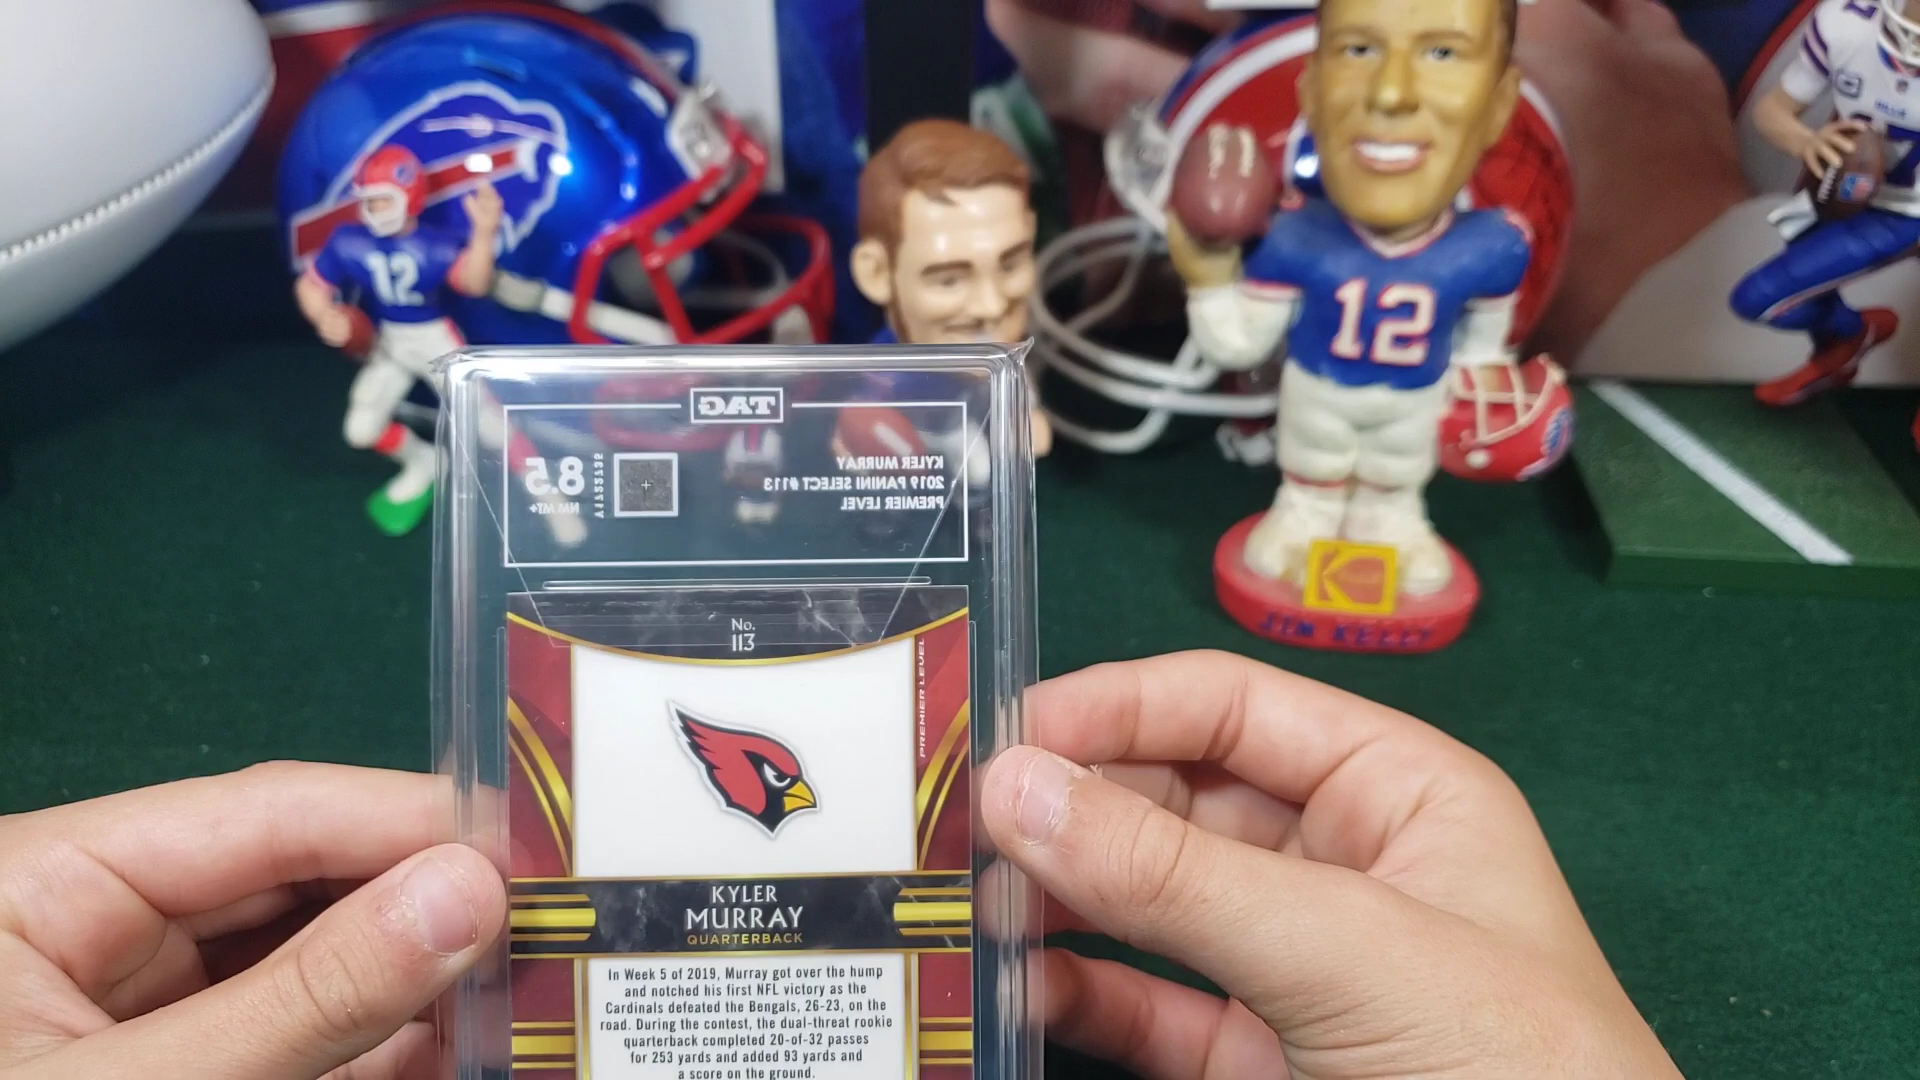 12
12
17
TAG
KYLER MURRAY
2019 PANINI SELECT #113
PREMIER LEVEL
8.5
NM MT+
K
JIM KELLY
No.
113
PREMIER LEVEL
KYLER
MURRAY
QUARTERBACK
In Week 5 of 2019, Murray got over the hump
and notched his first NFL victory as the
Cardinals defeated the Bengals, 26-23, on the
road. During the contest, the dual-threat rookie
quarterback completed 20-of-32 passes
for 253 yards and added 93 yards and
a score on the ground.